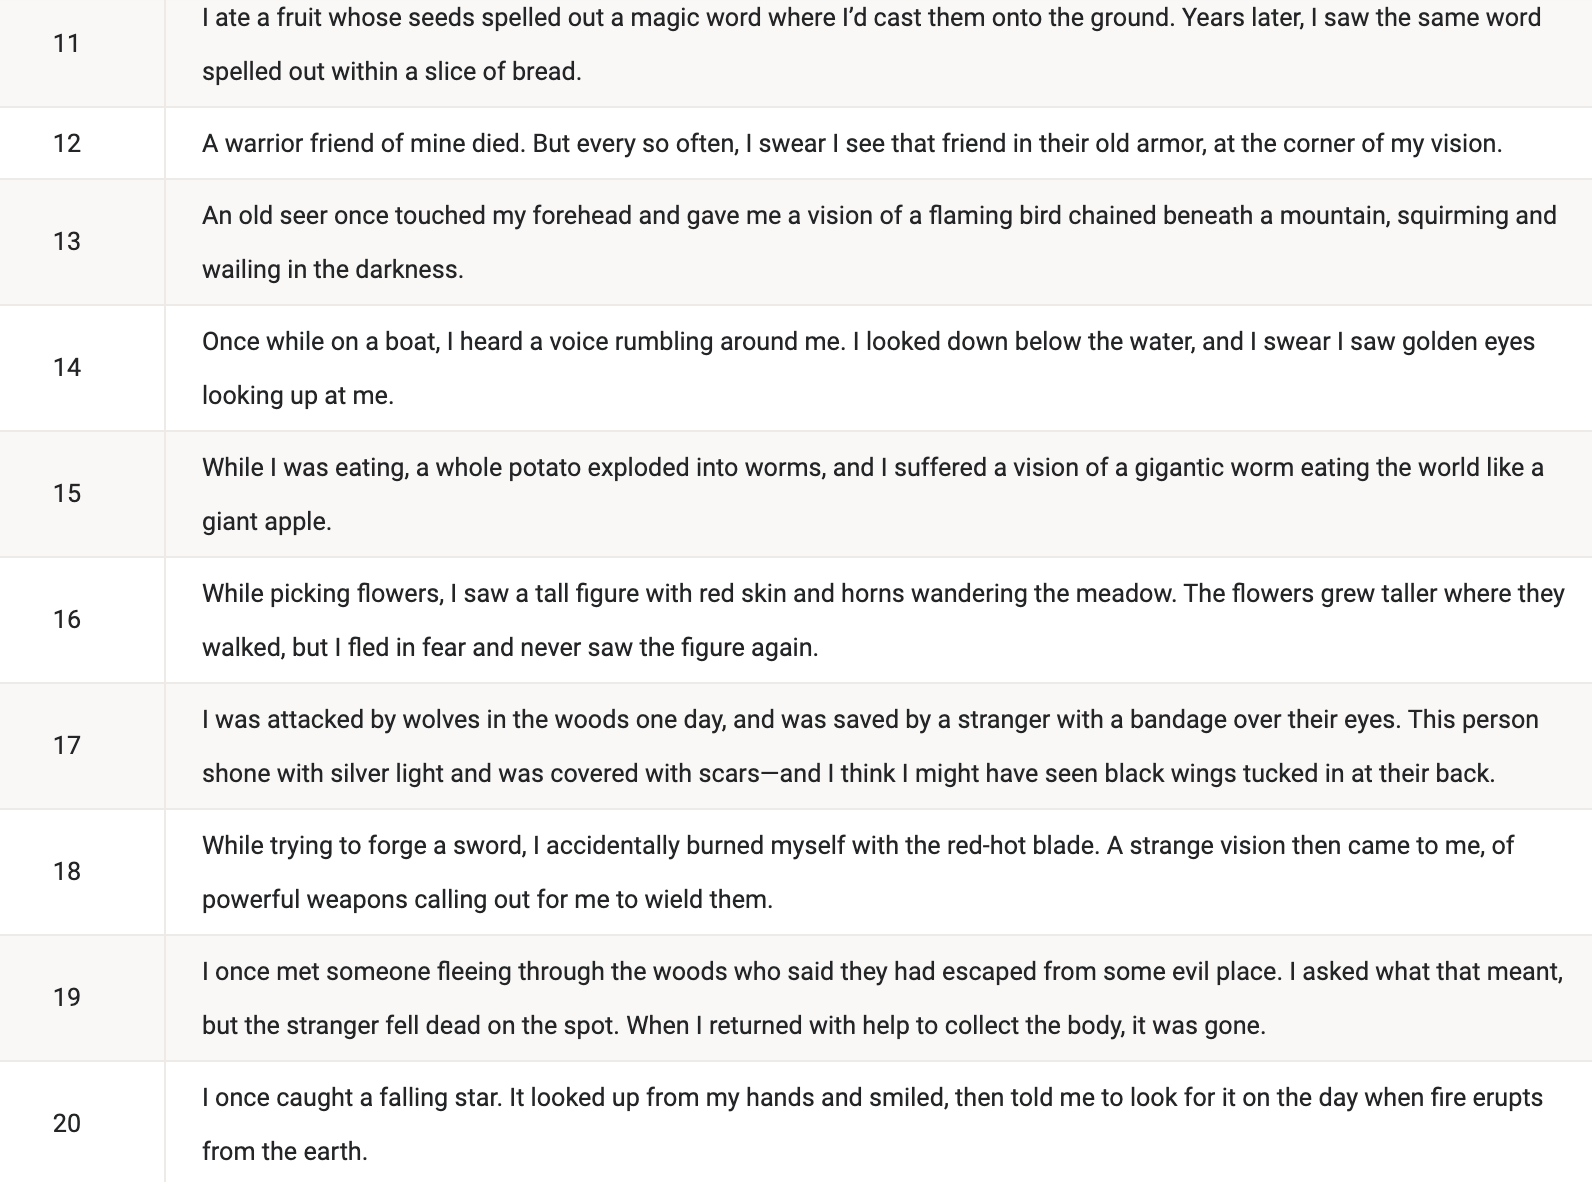 11
I ate a fruit whose seeds spelled out a magic word where I’d cast them onto the ground. Years later, I saw the same word
spelled out within a slice of bread.
12
A warrior friend of mine died. But every so often, I swear I see that friend in their old armor, at the corner of my vision.
13
An old seer once touched my forehead and gave me a vision of a flaming bird chained beneath a mountain, squirming and
wailing in the darkness.
14
Once while on a boat, I heard a voice rumbling around me. I looked down below the water, and I swear I saw golden eyes
looking up at me.
15
While I was eating, a whole potato exploded into worms, and I suffered a vision of a gigantic worm eating the world like a
giant apple.
16
While picking flowers, I saw a tall figure with red skin and horns wandering the meadow. The flowers grew taller where they
walked, but I fled in fear and never saw the figure again.
17
I was attacked by wolves in the woods one day, and was saved by a stranger with a bandage over their eyes. This person
shone with silver light and was covered with scars—and I think I might have seen black wings tucked in at their back.
18
While trying to forge a sword, I accidentally burned myself with the red-hot blade. A strange vision then came to me, of
powerful weapons calling out for me to wield them.
19
I once met someone fleeing through the woods who said they had escaped from some evil place. I asked what that meant,
but the stranger fell dead on the spot. When I returned with help to collect the body, it was gone.
20
I once caught a falling star. It looked up from my hands and smiled, then told me to look for it on the day when fire erupts
from the earth.